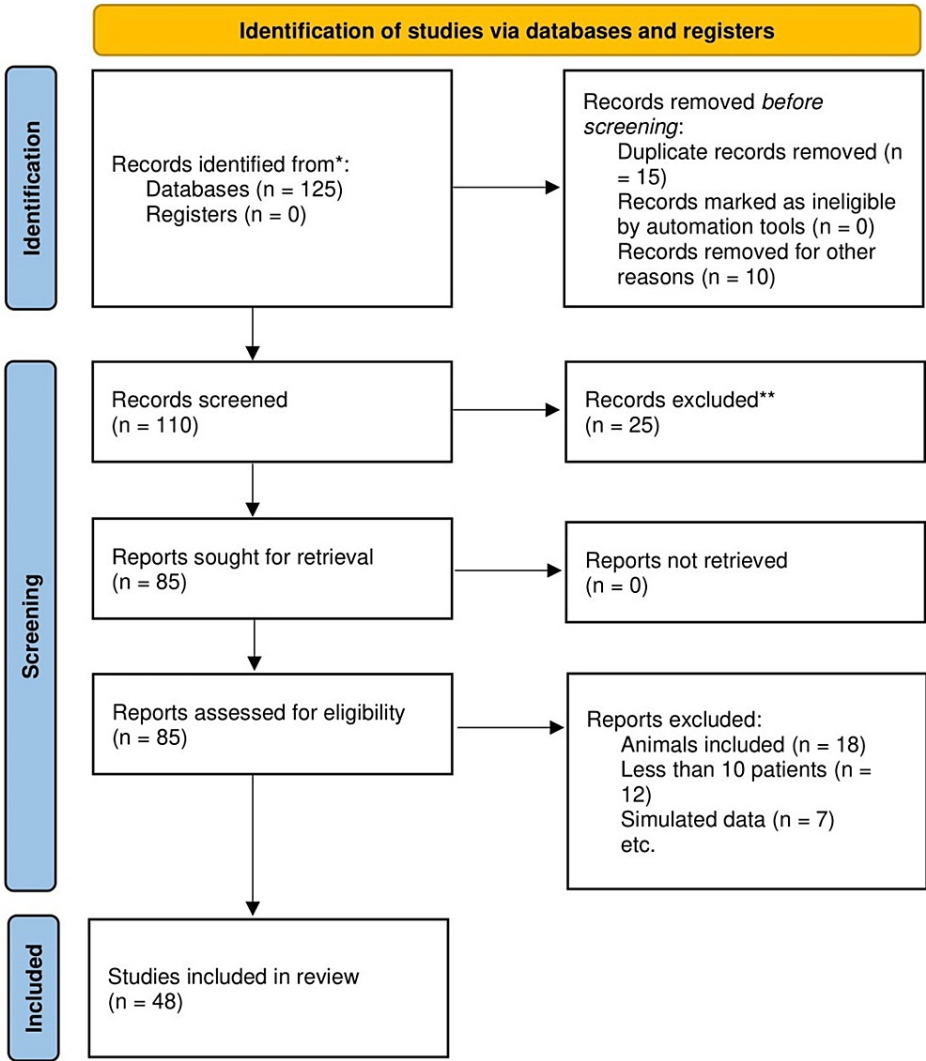 Identification of studies via databases and registers
Identification
Records identified from*:
Databases (n = 125)
Registers (n = 0)
Records removed before
screening:
Duplicate records removed (n
= 15)
Records marked as ineligible
by automation tools (n = 0)
Records removed for other
reasons (n = 10)
Screening
Records screened
(n = 110)
Records excluded**
(n = 25)
Reports sought for retrieval
(n = 85)
Reports not retrieved
(n = 0)
Reports assessed for eligibility
(n = 85)
Reports excluded:
Animals included (n = 18)
Less than 10 patients (n =
12)
Simulated data (n = 7)
etc.
Included
Studies included in review
(n = 48)